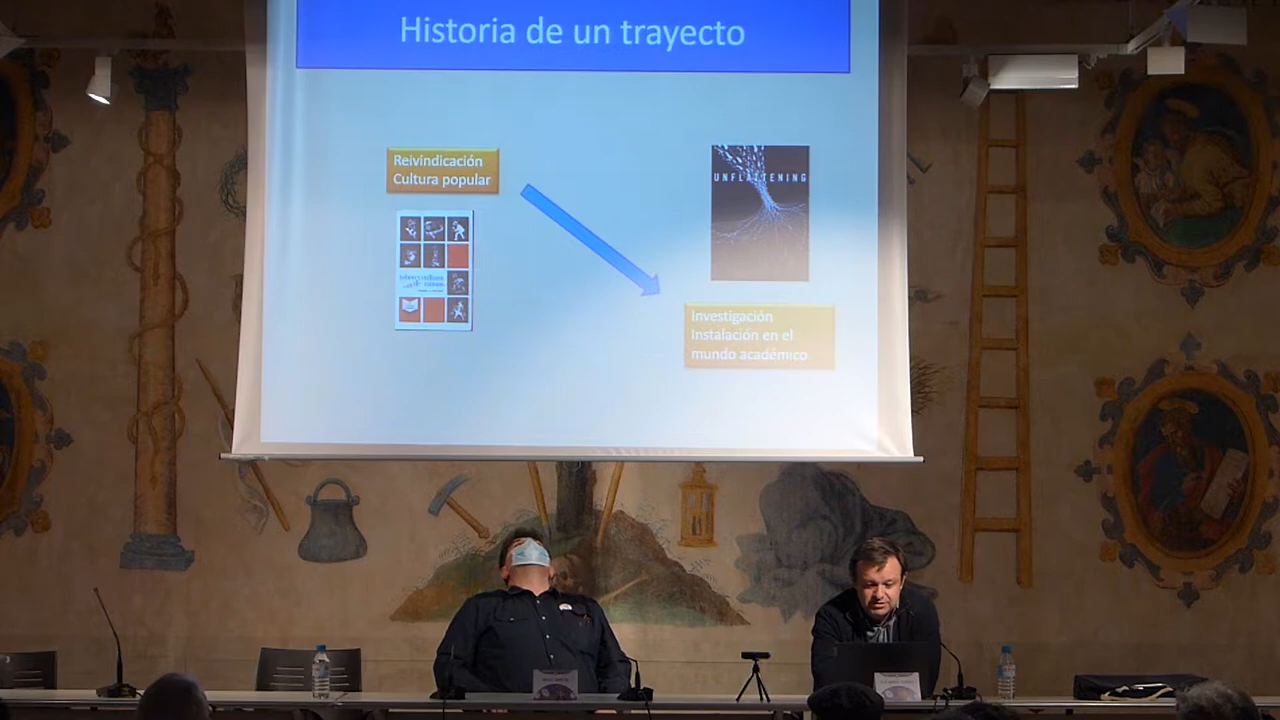 Historia de un trayecto
Reivindicación
Cultura popular
UNFLATTENING
Investigación
Instalación en el
mundo académico